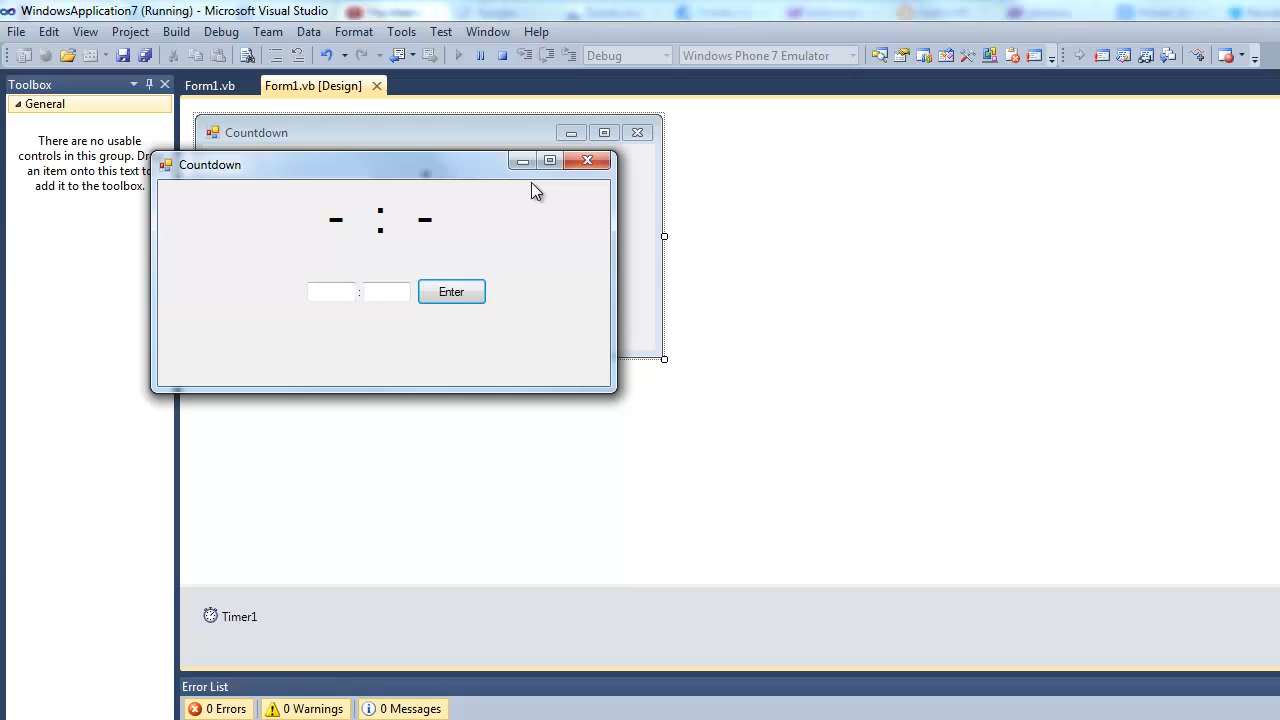 WindowsApplication7 (Running) - Microsoft Visual Studio
File Edit View Project Build Debug Team Data Format Tools Test Window Help
Debug Windows Phone 7 Emulator
Toolbox
Form1.vb Form1.vb [Design]
General
There are no usable
controls in this group.
an item onto this text to
add it to the toolbox.
Countdown
Countdown
- : -
: Enter
Timer1
Error List
0 Errors 0 Warnings 0 Messages